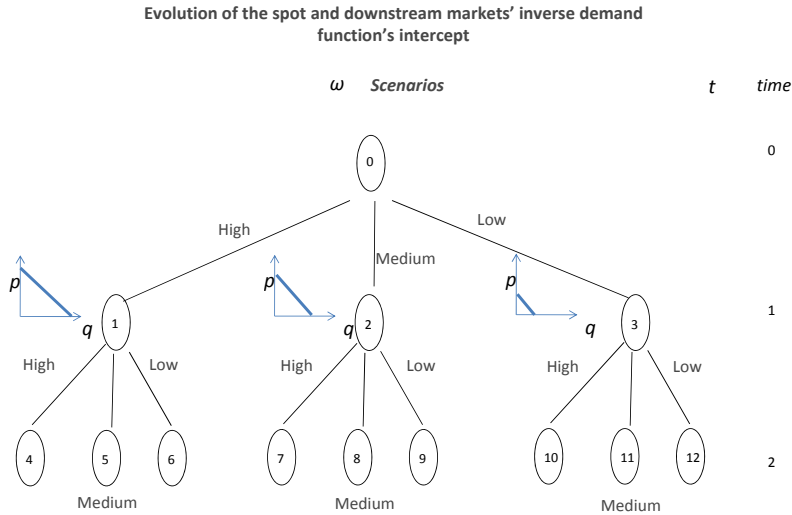 Evolution of the spot and downstream markets' inverse demand
function's intercept
ω Scenarios t time
0 0
High Low
Medium
p p p
1 2 3 1
q q q
High Low High Low High Low
4 5 6 7 8 9 10 11 12 2
Medium Medium Medium